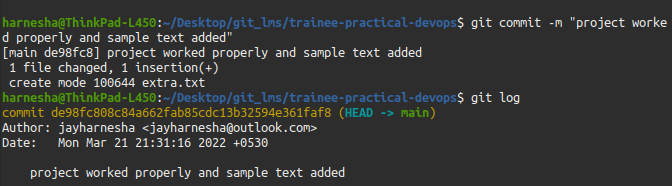 harnesha@ThinkPad-L450:~/Desktop/git_lms/trainee-practical-devops$ git commit -m "project worke
d properly and sample text added"
[main de98fc8] project worked properly and sample text added
 1 file changed, 1 insertion(+)
 create mode 100644 extra.txt
harnesha@ThinkPad-L450:~/Desktop/git_lms/trainee-practical-devops$ git log
commit de98fc808c84a662fab85cdc13b32594e361faf8 (HEAD -> main)
Author: jayharnesha <jayharnesha@outlook.com>
Date:   Mon Mar 21 21:31:16 2022 +0530

    project worked properly and sample text added